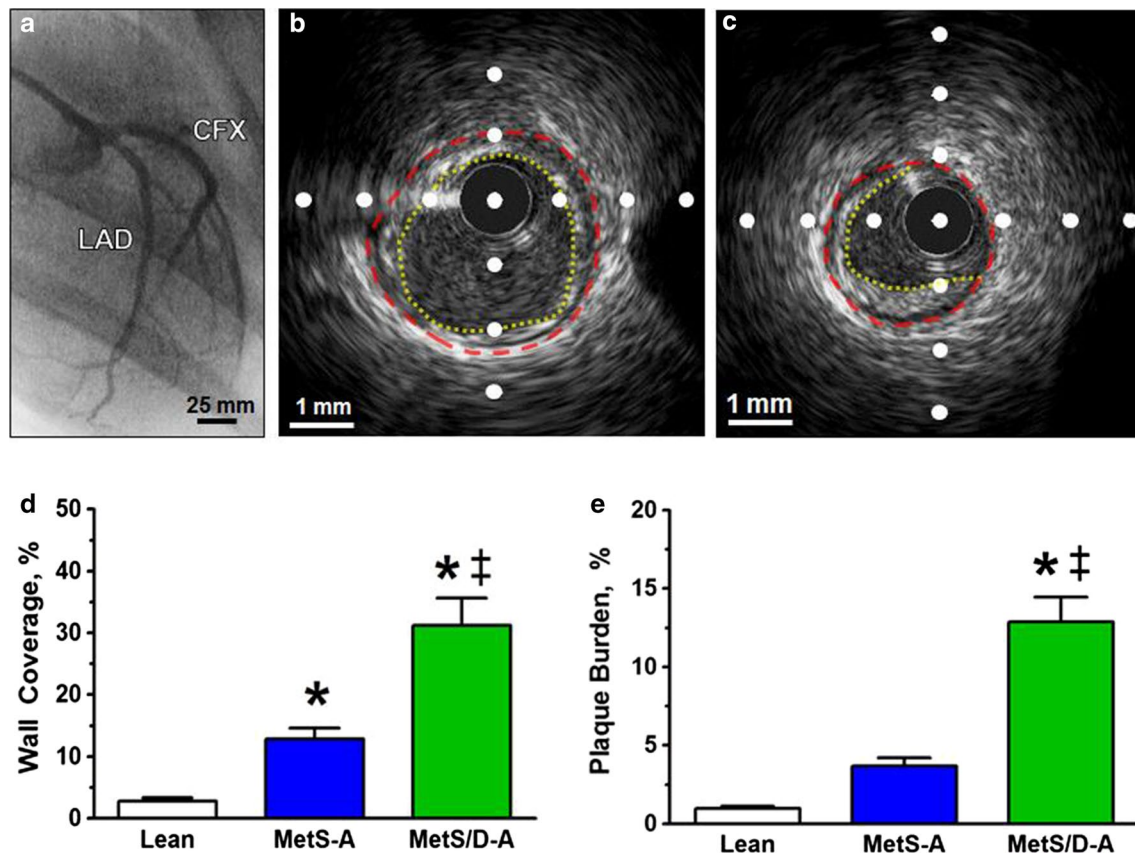 a
CFX
LAD
25 mm
b
1 mm
c
1 mm
d
Wall Coverage, %
50
40
30
20
10
0
*
* ‡
Lean
MetS-A
MetS/D-A
e
Plaque Burden, %
20
15
10
5
0
* ‡
Lean
MetS-A
MetS/D-A